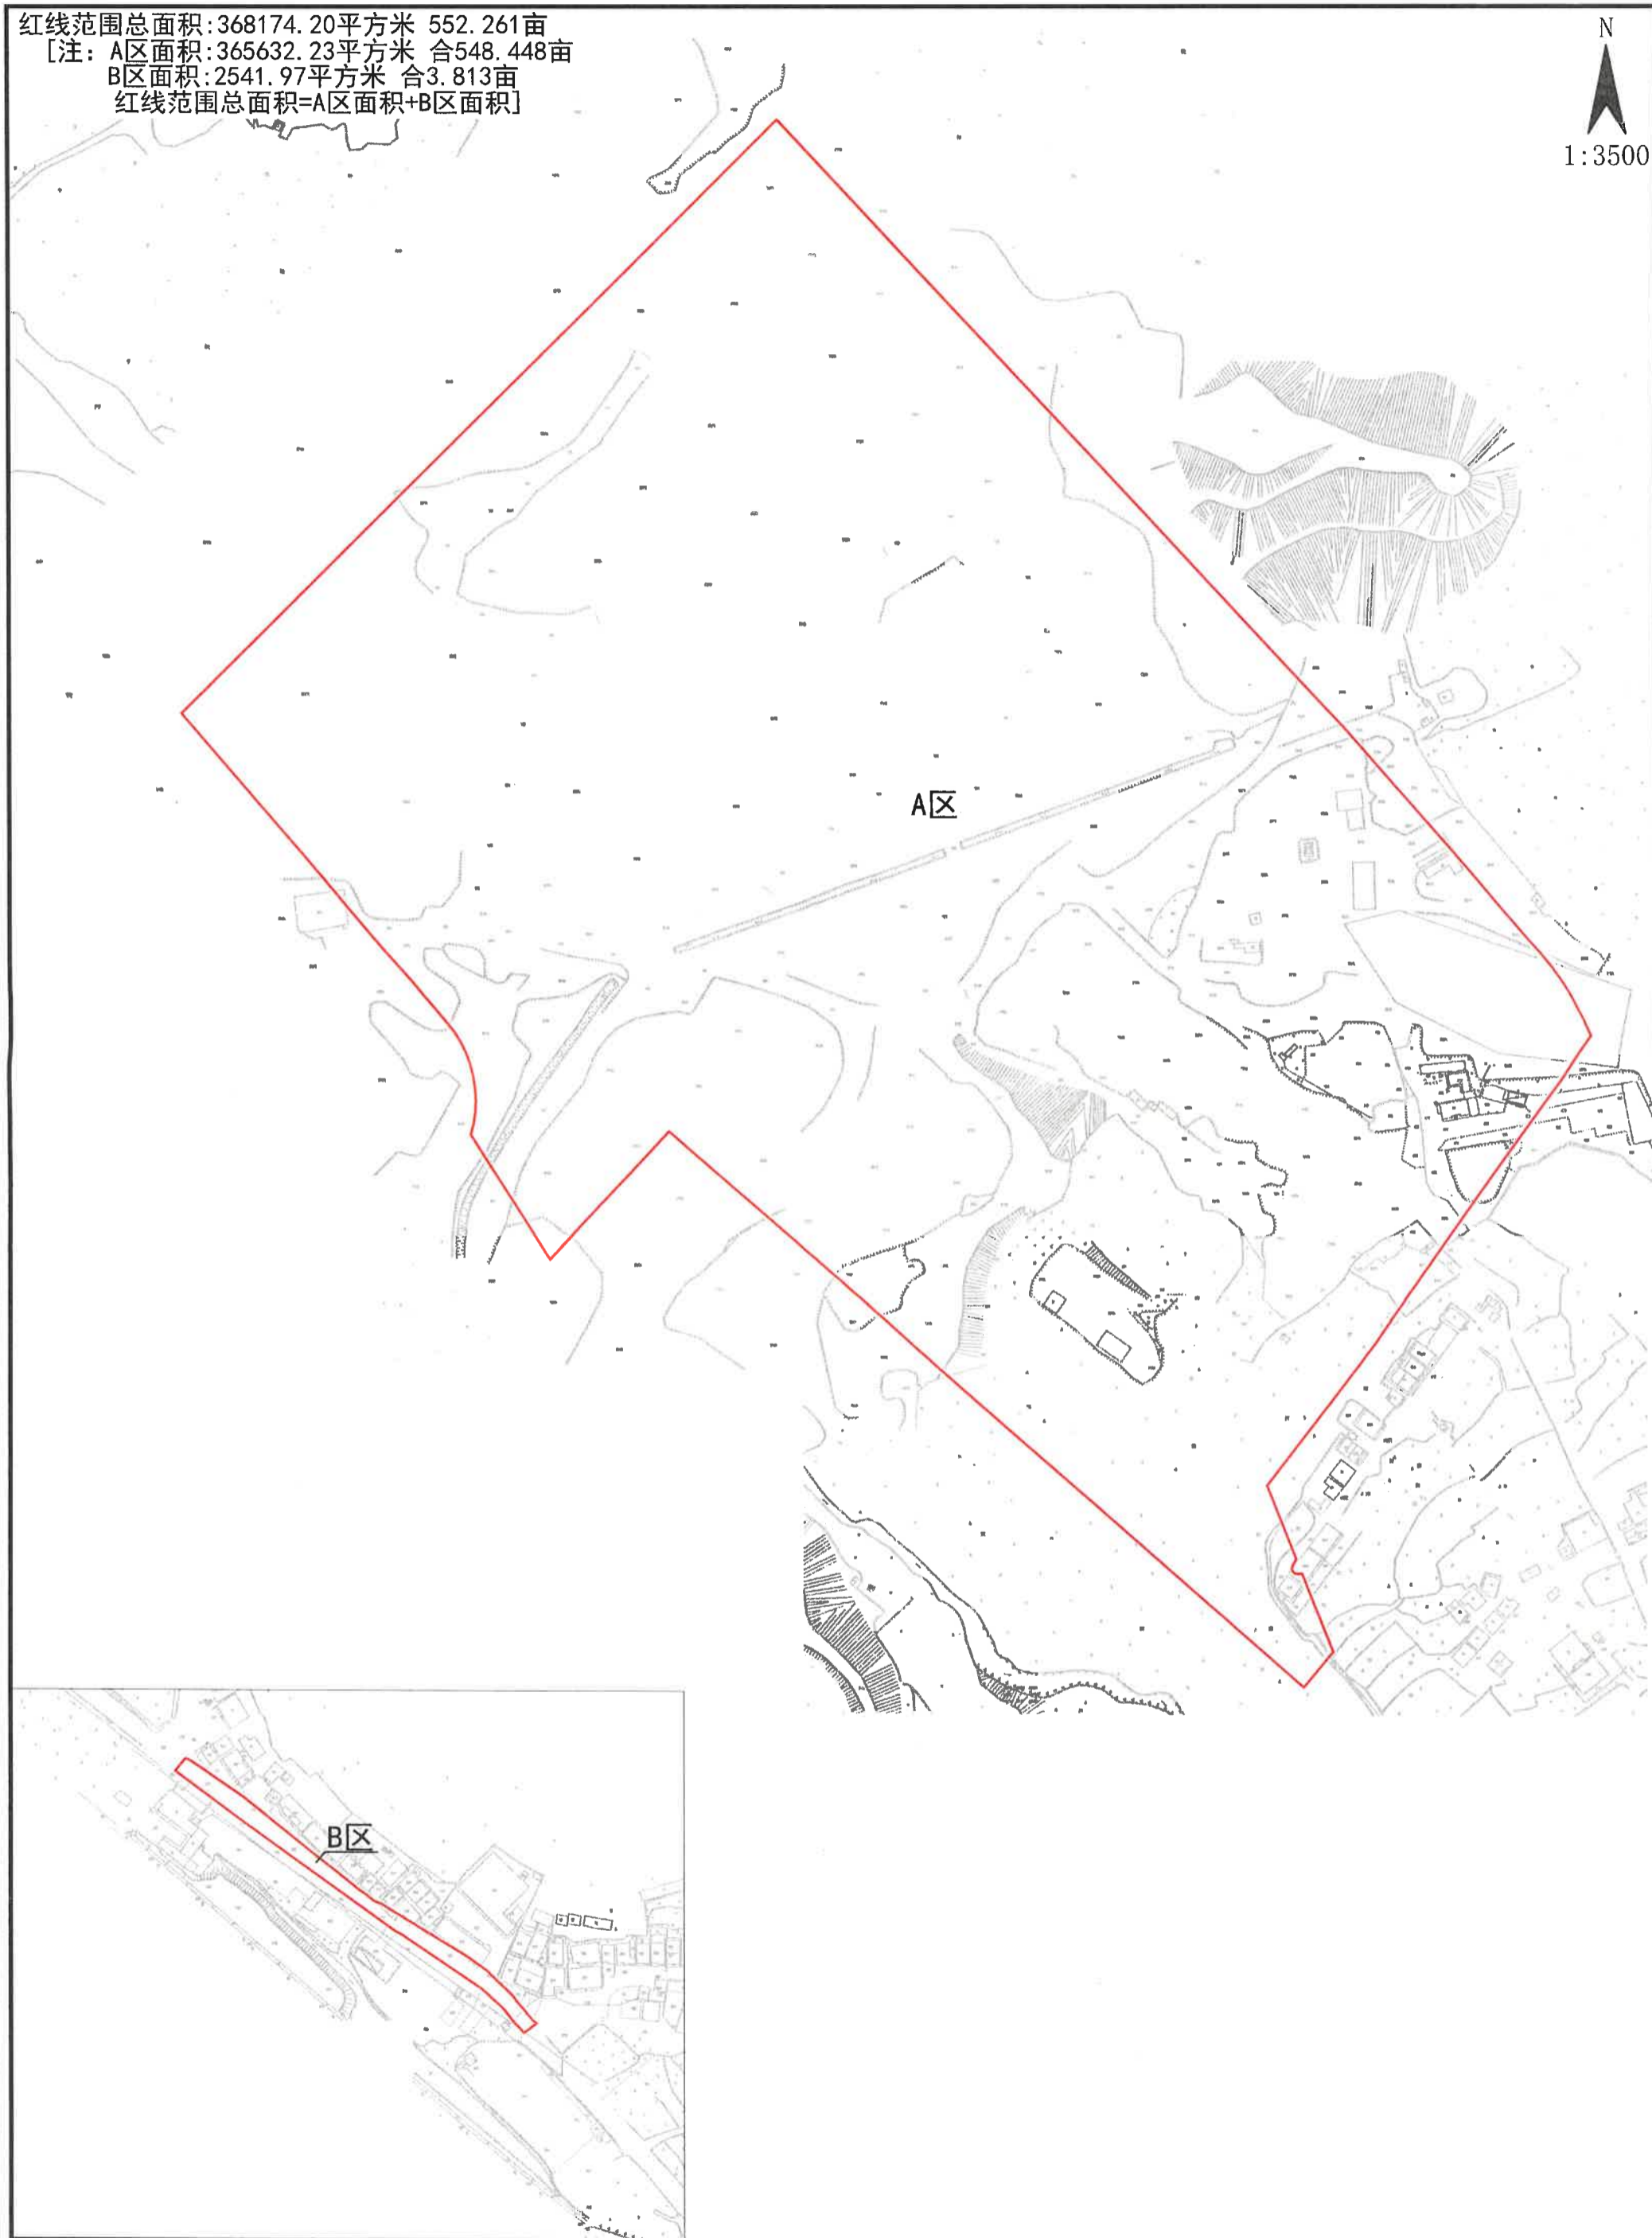 红线范围总面积:368174.20平方米 552.261亩
[注: A区面积:365632.23平方米 合548.448亩
B区面积:2541.97平方米 合3.813亩
红线范围总面积=A区面积+B区面积]
N
1:3500
A区
B区